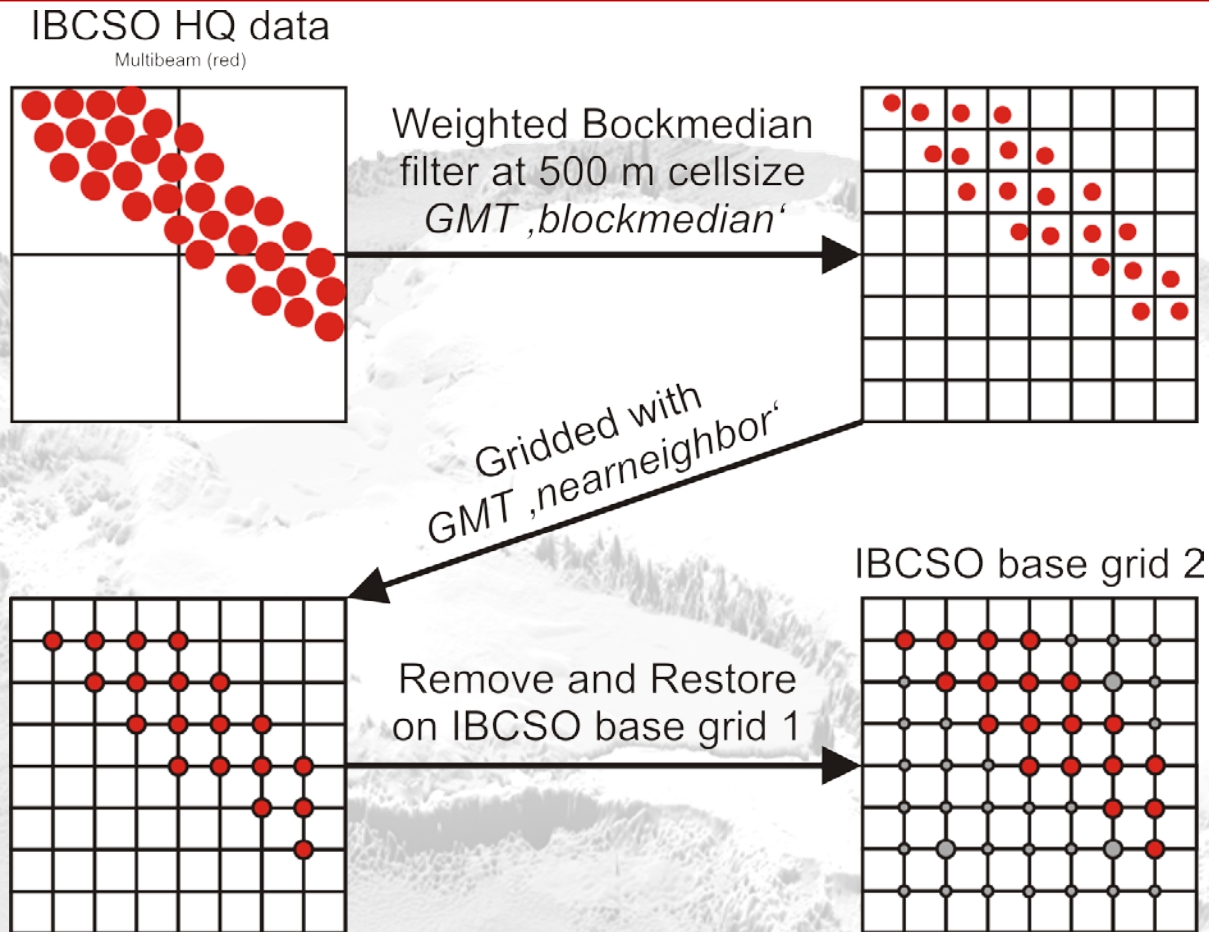 IBCSO HQ data
Multibeam (red)
Weighted Bockmedian
filter at 500 m cellsize
GMT ‚blockmedian‘
Gridded with
GMT ‚nearneighbor‘
IBCSO base grid 2
Remove and Restore
on IBCSO base grid 1